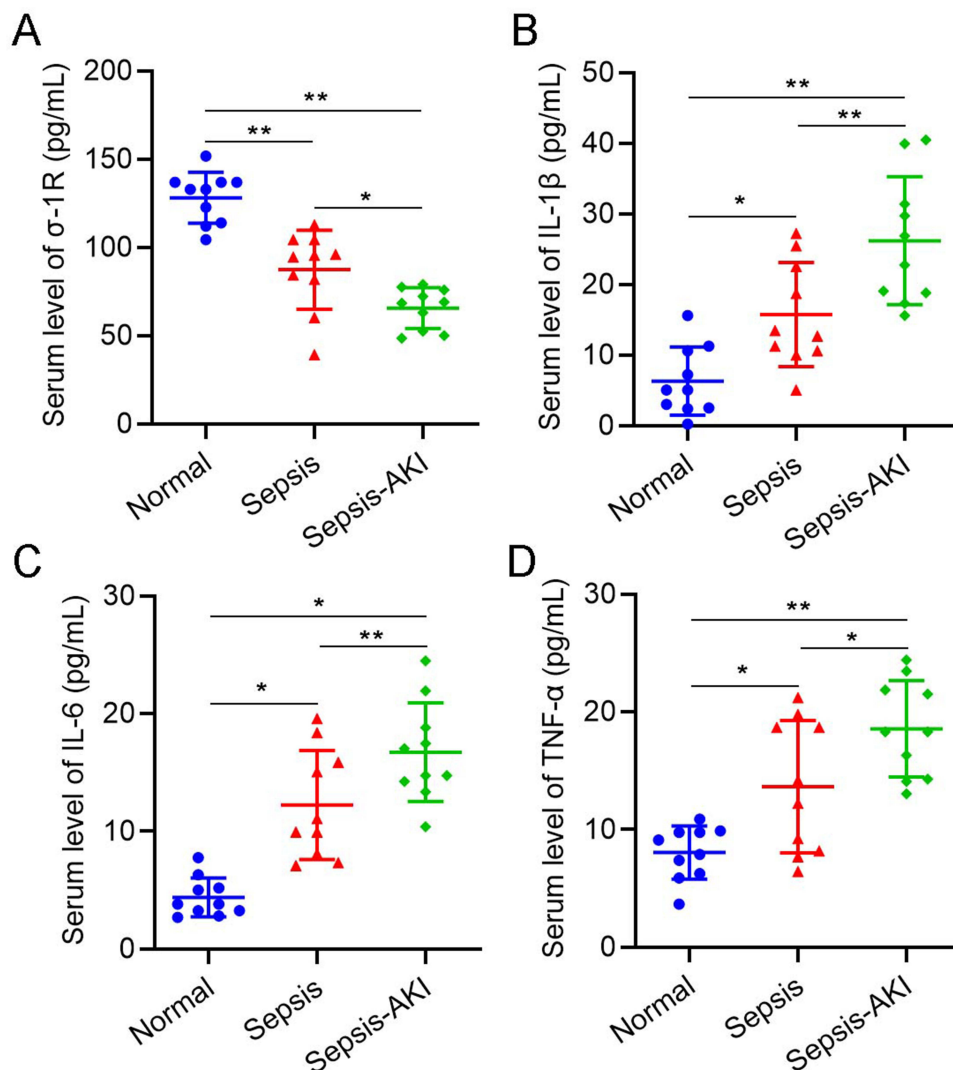 A
Serum level of σ-1R (pg/mL)
200
150
100
50
0
**
**
*
Normal
Sepsis
Sepsis-AKI
B
Serum level of IL-1β (pg/mL)
50
40
30
20
10
0
**
**
*
Normal
Sepsis
Sepsis-AKI
C
Serum level of IL-6 (pg/mL)
30
20
10
0
*
**
*
Normal
Sepsis
Sepsis-AKI
D
Serum level of TNF-α (pg/mL)
30
20
10
0
**
*
*
Normal
Sepsis
Sepsis-AKI